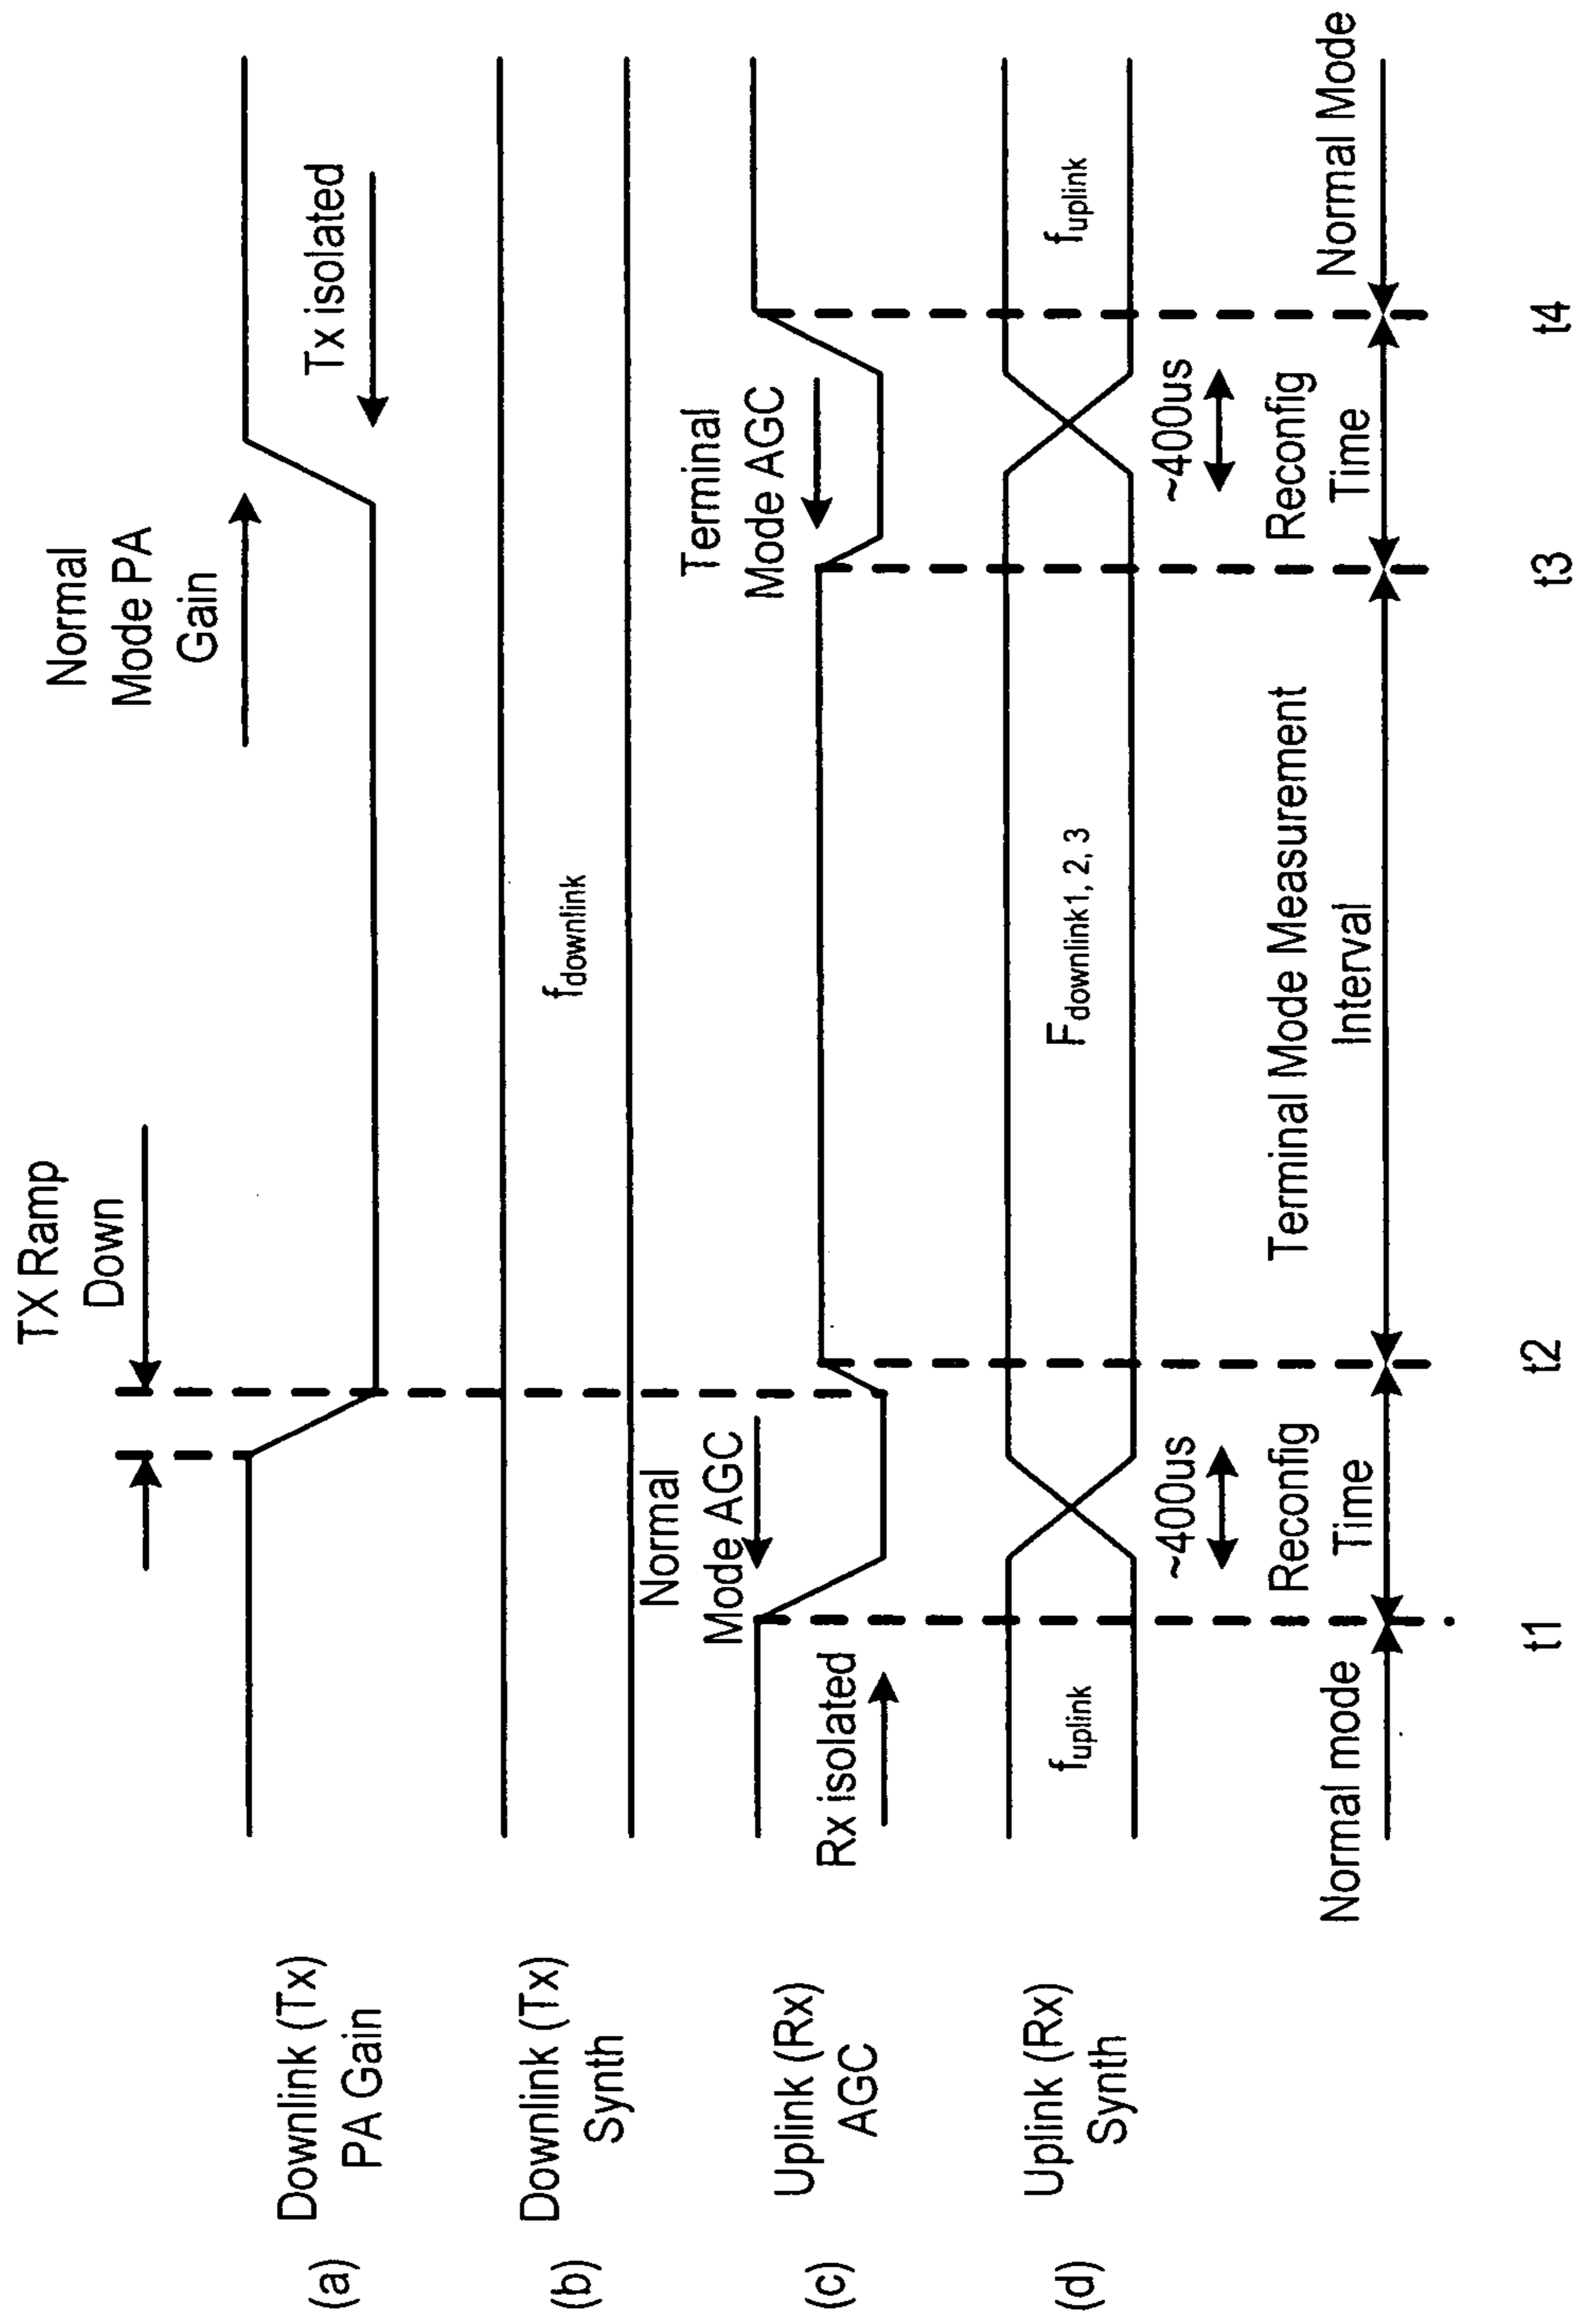 TX Ramp
Down
Normal
Mode PA
Gain
Tx isolated
(a) Downlink (Tx)
PA Gain
(b) Downlink (Tx)
Synth
fdownlink
Normal
Mode AGC
Terminal
Mode AGC
(c) Uplink (Rx)
AGC
Rx isolated
(d) Uplink (Rx)
Synth
fuplink
Fdownlink1, 2, 3
fuplink
~400us
~400us
Normal mode
Reconfig
Time
Terminal Mode Measurement
Interval
Reconfig
Time
Normal Mode
t1
t2
t3
t4